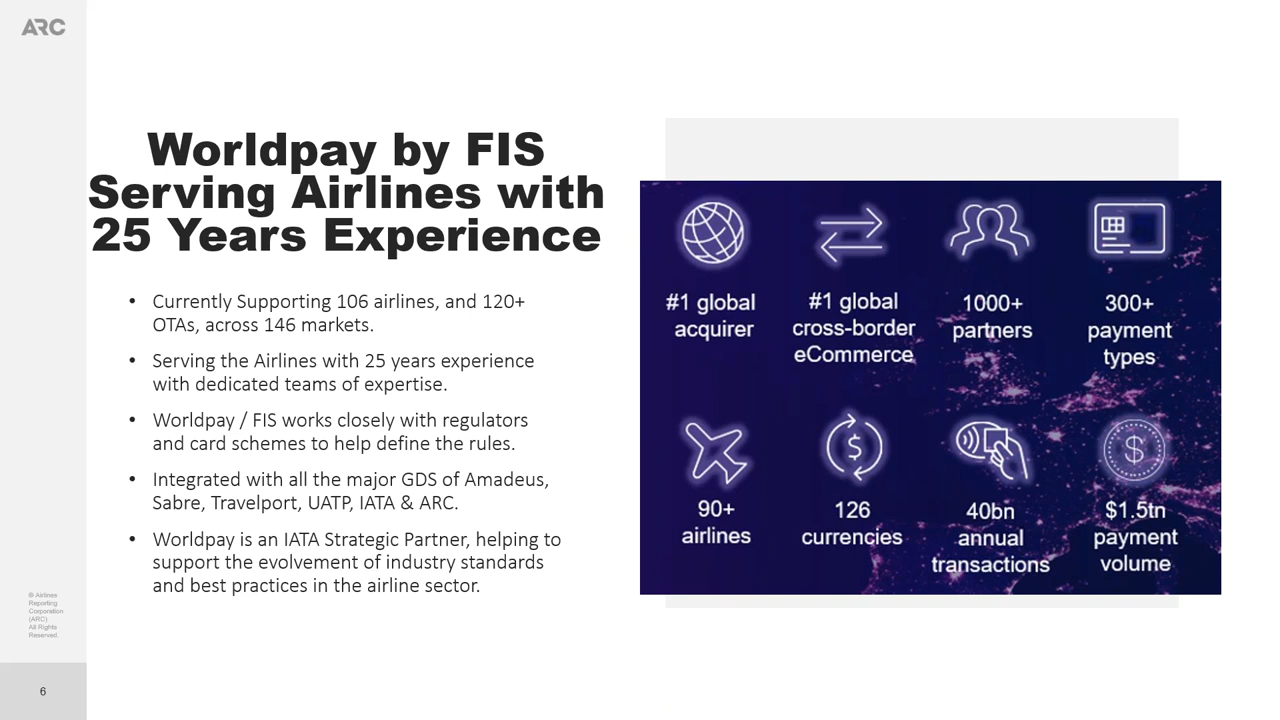 ARC
Worldpay by FIS
Serving Airlines with
25 Years Experience
• Currently Supporting 106 airlines, and 120+
OTAs, across 146 markets.
• Serving the Airlines with 25 years experience
with dedicated teams of expertise.
• Worldpay / FIS works closely with regulators
and card schemes to help define the rules.
• Integrated with all the major GDS of Amadeus,
Sabre, Travelport, UATP, IATA & ARC.
• Worldpay is an IATA Strategic Partner, helping to
support the evolvement of industry standards
and best practices in the airline sector.
#1 global
acquirer
#1 global
cross-border
eCommerce
1000+
partners
300+
payment
types
90+
airlines
126
currencies
40bn
annual
transactions
$1.5tn
payment
volume
© Airlines
Reporting
Corporation
(ARC)
All Rights
Reserved.
6